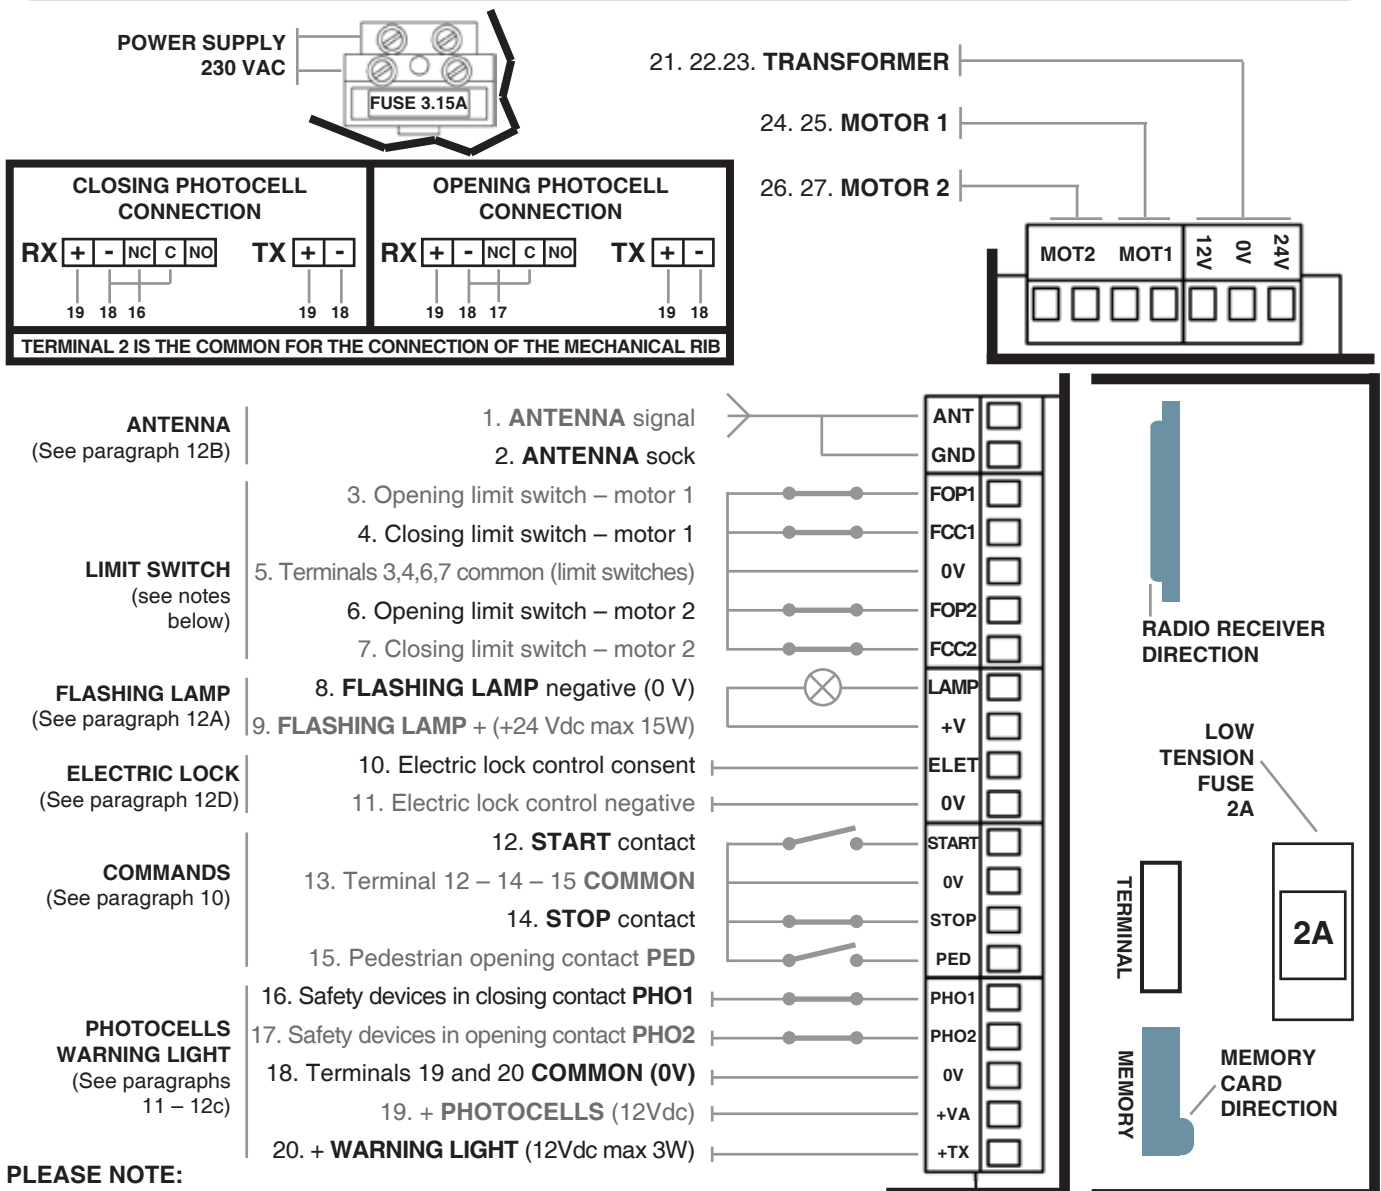 POWER SUPPLY
230 VAC
FUSE 3.15A
21. 22.23. TRANSFORMER
24. 25. MOTOR 1
26. 27. MOTOR 2
MOT2 MOT1 12V 0V 24V
CLOSING PHOTOCELL
CONNECTION
RX + - NC C NO TX + -
19 18 16 19 18
OPENING PHOTOCELL
CONNECTION
RX + - NC C NO TX + -
19 18 17 19 18
TERMINAL 2 IS THE COMMON FOR THE CONNECTION OF THE MECHANICAL RIB
ANTENNA
(See paragraph 12B)
1. ANTENNA signal ANT
2. ANTENNA sock GND
LIMIT SWITCH
(see notes
below)
3. Opening limit switch – motor 1 FOP1
4. Closing limit switch – motor 1 FCC1
5. Terminals 3,4,6,7 common (limit switches) 0V
6. Opening limit switch – motor 2 FOP2
7. Closing limit switch – motor 2 FCC2
FLASHING LAMP
(See paragraph 12A)
8. FLASHING LAMP negative (0 V) LAMP
9. FLASHING LAMP + (+24 Vdc max 15W) +V
ELECTRIC LOCK
(See paragraph 12D)
10. Electric lock control consent ELET
11. Electric lock control negative 0V
COMMANDS
(See paragraph 10)
12. START contact START
13. Terminal 12 – 14 – 15 COMMON 0V
14. STOP contact STOP
15. Pedestrian opening contact PED PED
PHOTOCELLS
WARNING LIGHT
(See paragraphs
11 – 12c)
16. Safety devices in closing contact PHO1 PHO1
17. Safety devices in opening contact PHO2 PHO2
18. Terminals 19 and 20 COMMON (0V) 0V
19. + PHOTOCELLS (12Vdc) +VA
20. + WARNING LIGHT (12Vdc max 3W) +TX
RADIO RECEIVER
DIRECTION
LOW
TENSION
FUSE
2A
2A
TERMINAL
MEMORY
MEMORY
CARD
DIRECTION
PLEASE NOTE: